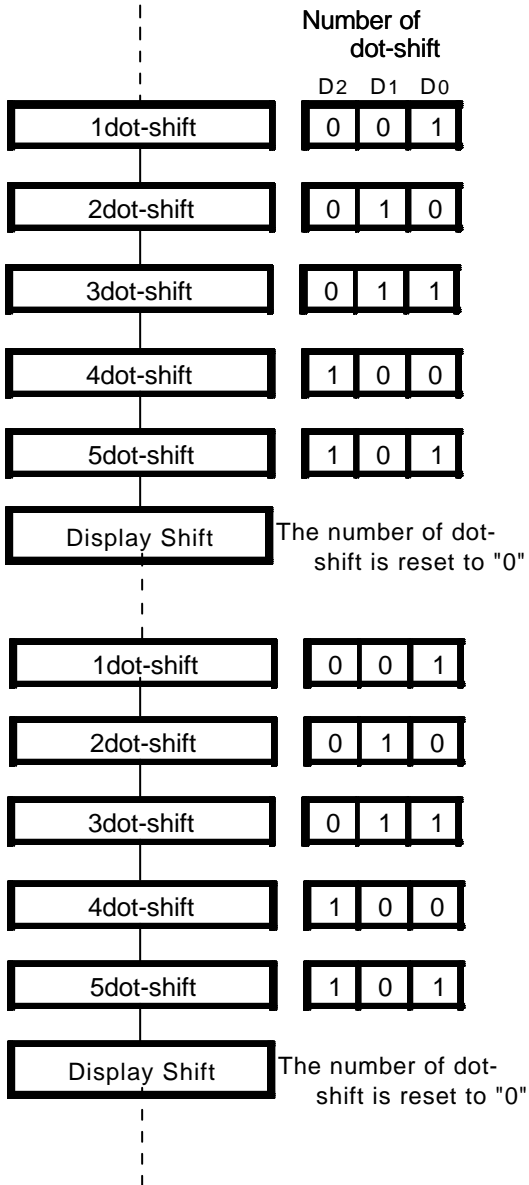 Number of
dot-shift
D2 D1 D0
1dot-shift 0 0 1
2dot-shift 0 1 0
3dot-shift 0 1 1
4dot-shift 1 0 0
5dot-shift 1 0 1
Display Shift The number of dot-
shift is reset to "0"
1dot-shift 0 0 1
2dot-shift 0 1 0
3dot-shift 0 1 1
4dot-shift 1 0 0
5dot-shift 1 0 1
Display Shift The number of dot-
shift is reset to "0"